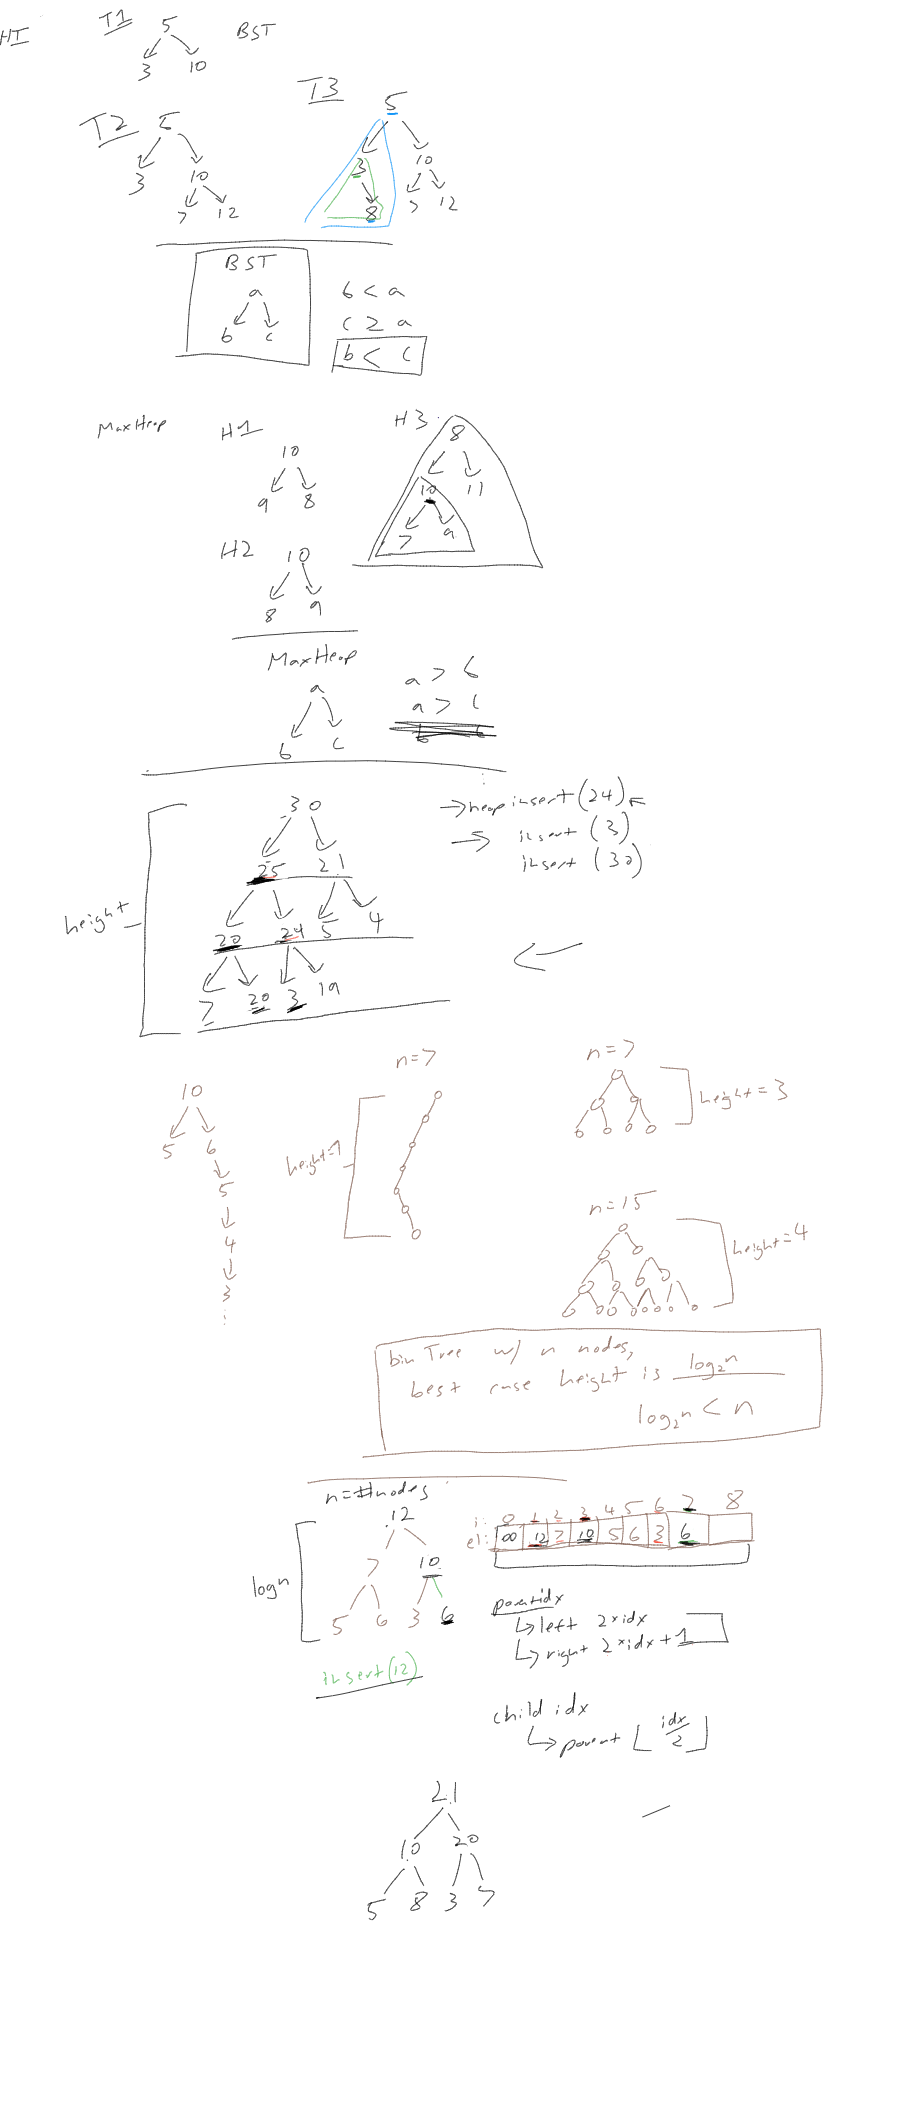 HI
T1
5
BST
3 10
T2
5
3
10
7 12
T3
5
3 10
8 7 12
BST
a
b c
b < a
c ≥ a
b < c
MaxHeap
H1
10
9 8
H3
8
10 11
7 9
H2
10
8 9
MaxHeap
a
b c
a > b
a > c
height
30
25 21
20 24 5 4
7 20 3 19
→ heap insert (24)
→ insert (3)
insert (30)
10
5 6
5
4
3
n=7
height=7
n=7
height=3
n=15
height=4
bin Tree w/ n nodes,
best case height is log₂n
log₂n < n
n=#nodes
logn
12
7 10
5 6 3 6
insert(12)
i: 0 1 2 3 4 5 6 7 8
el: ∞ 12 7 10 5 6 3 6
parent idx
↳ left 2*idx
↳ right 2*idx+1
child idx
↳ parent ⌊idx/2⌋
21
10 20
5 8 3 7